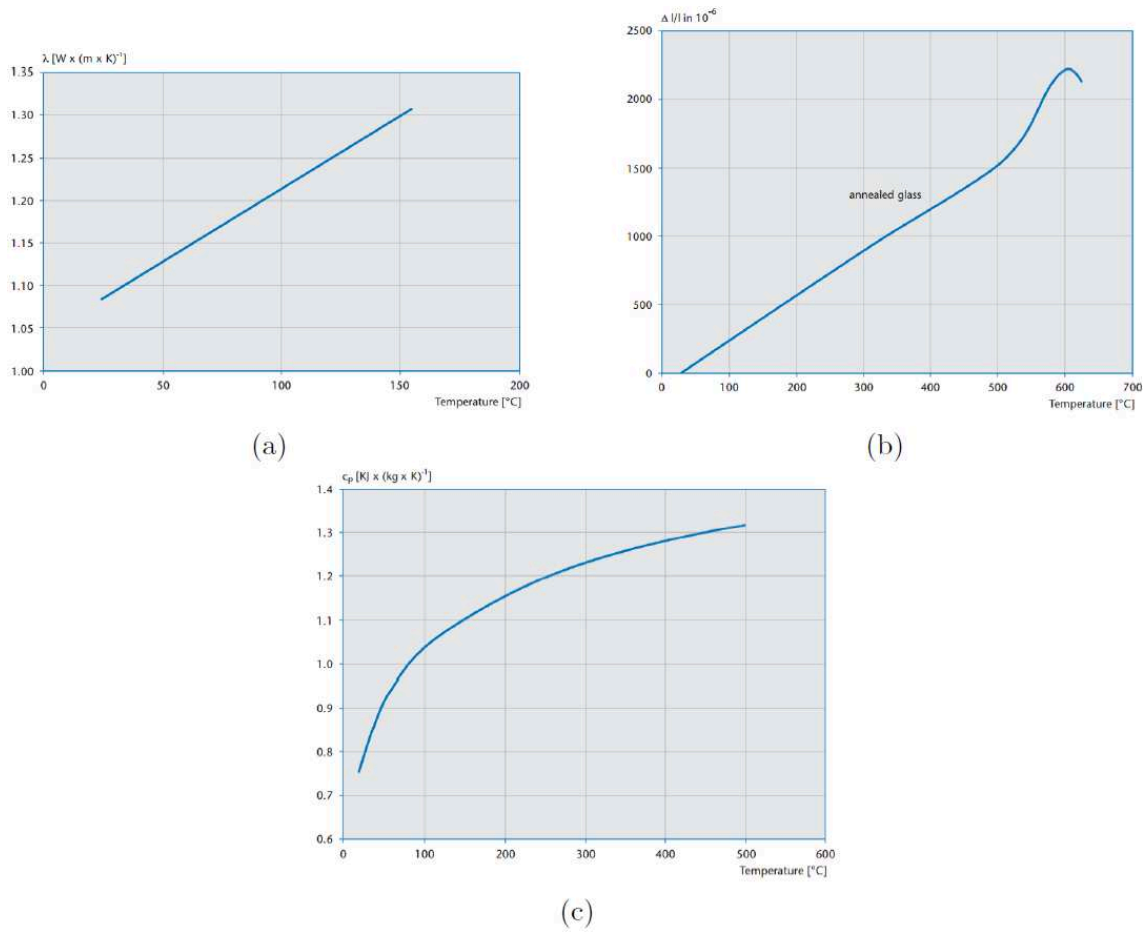 λ [W x (m x K)⁻¹]
1.35
1.30
1.25
1.20
1.15
1.10
1.05
1.00
0 50 100 150 200
Temperature [°C]
(a)
Δ l/l in 10⁻⁶
2500
2000
1500
1000
500
0
annealed glass
0 100 200 300 400 500 600 700
Temperature [°C]
(b)
cₚ [KJ x (kg x K)⁻¹]
1.4
1.3
1.2
1.1
1.0
0.9
0.8
0.7
0.6
0 100 200 300 400 500 600
Temperature [°C]
(c)